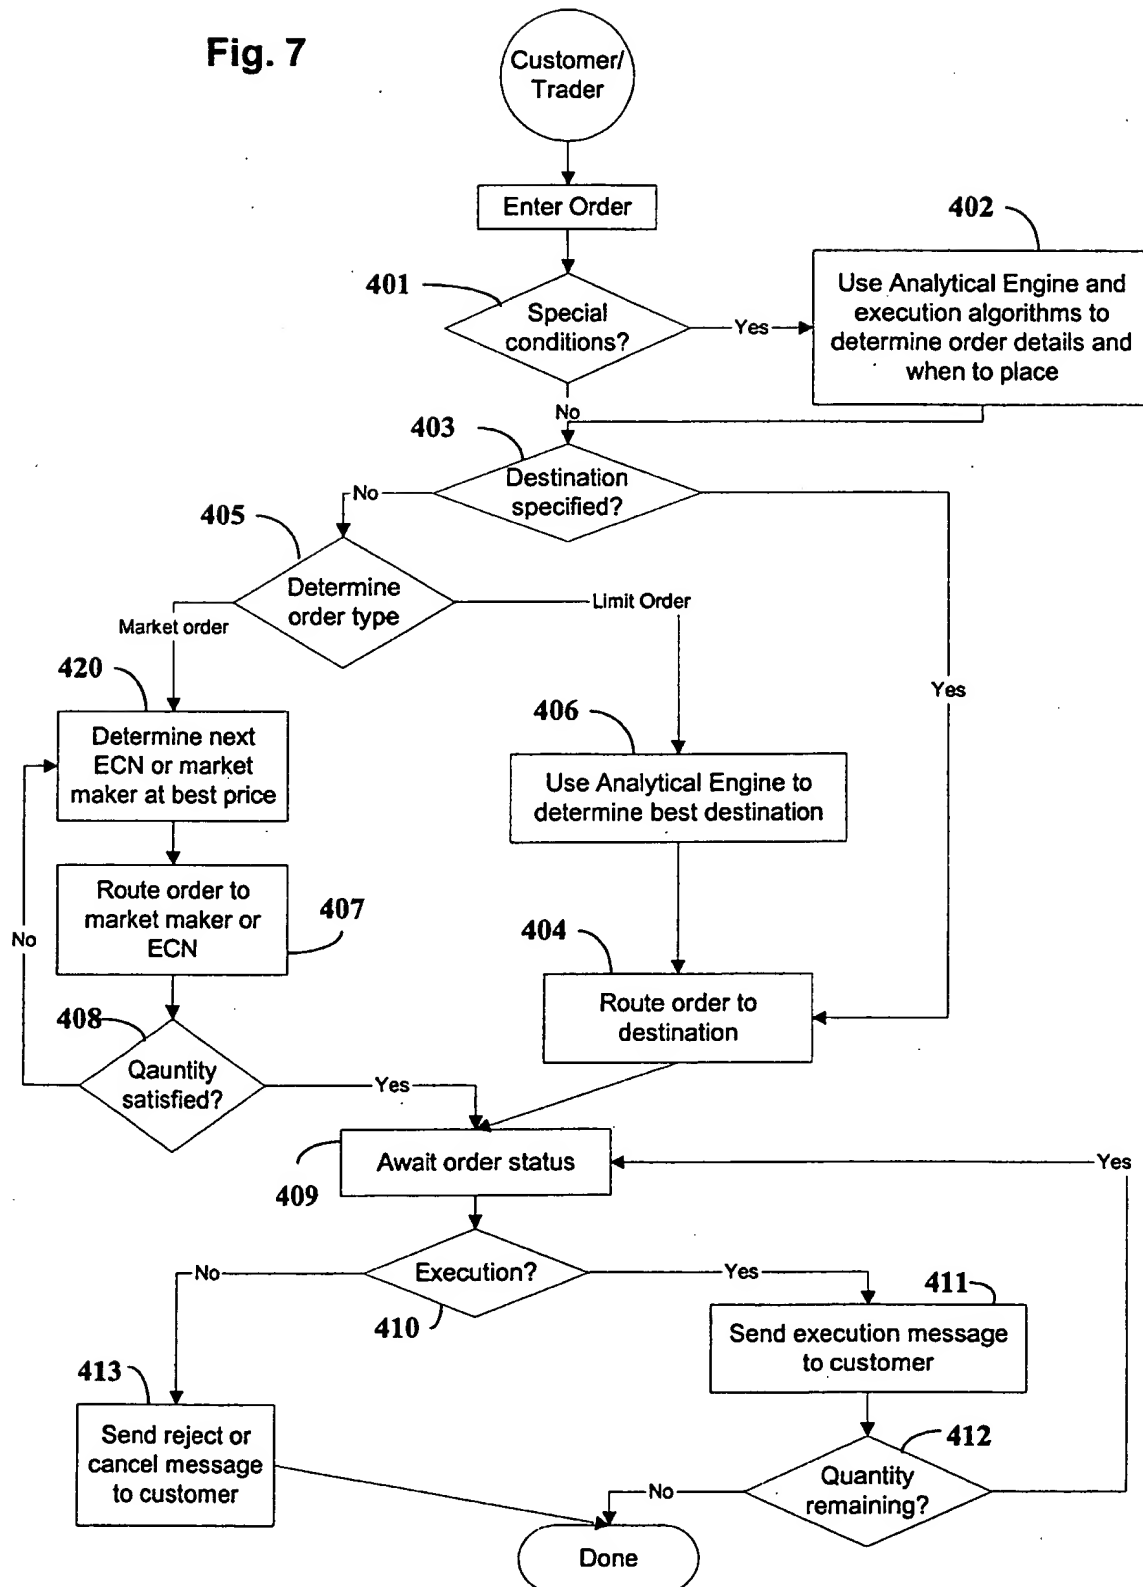 Fig. 7
Customer/
Trader
Enter Order
402
401
Special
conditions?
Yes
Use Analytical Engine and
execution algorithms to
determine order details and
when to place
No
403
Destination
specified?
No
405
Determine
order type
Limit Order
Market order
420
Yes
406
Determine next
ECN or market
maker at best price
Use Analytical Engine to
determine best destination
Route order to
market maker or
ECN
407
No
404
Route order to
destination
408
Qauntity
satisfied?
Yes
Await order status
Yes
409
Execution?
No
Yes
410
411
Send execution message
to customer
413
Send reject or
cancel message
to customer
412
Quantity
remaining?
No
Done